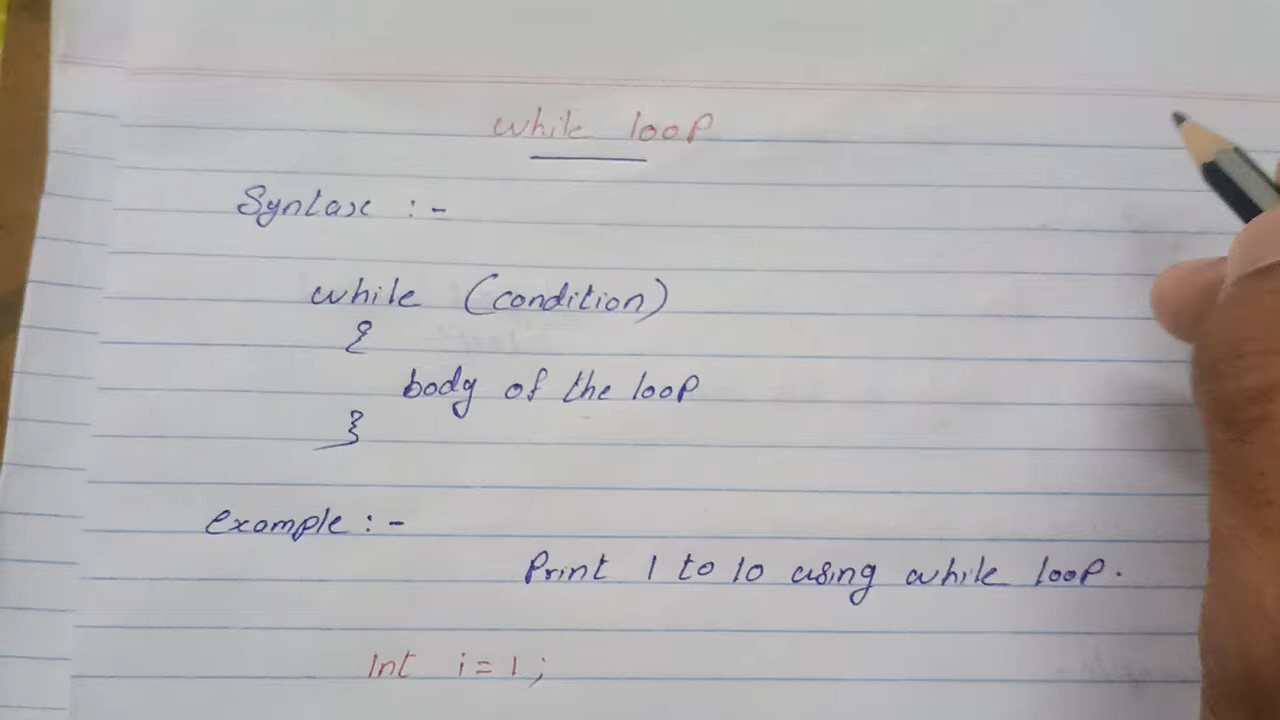 while loop
Syntax :-
while (condition)
{
body of the loop
}
Example :-
Print 1 to 10 using while loop.
Int i = 1 ;